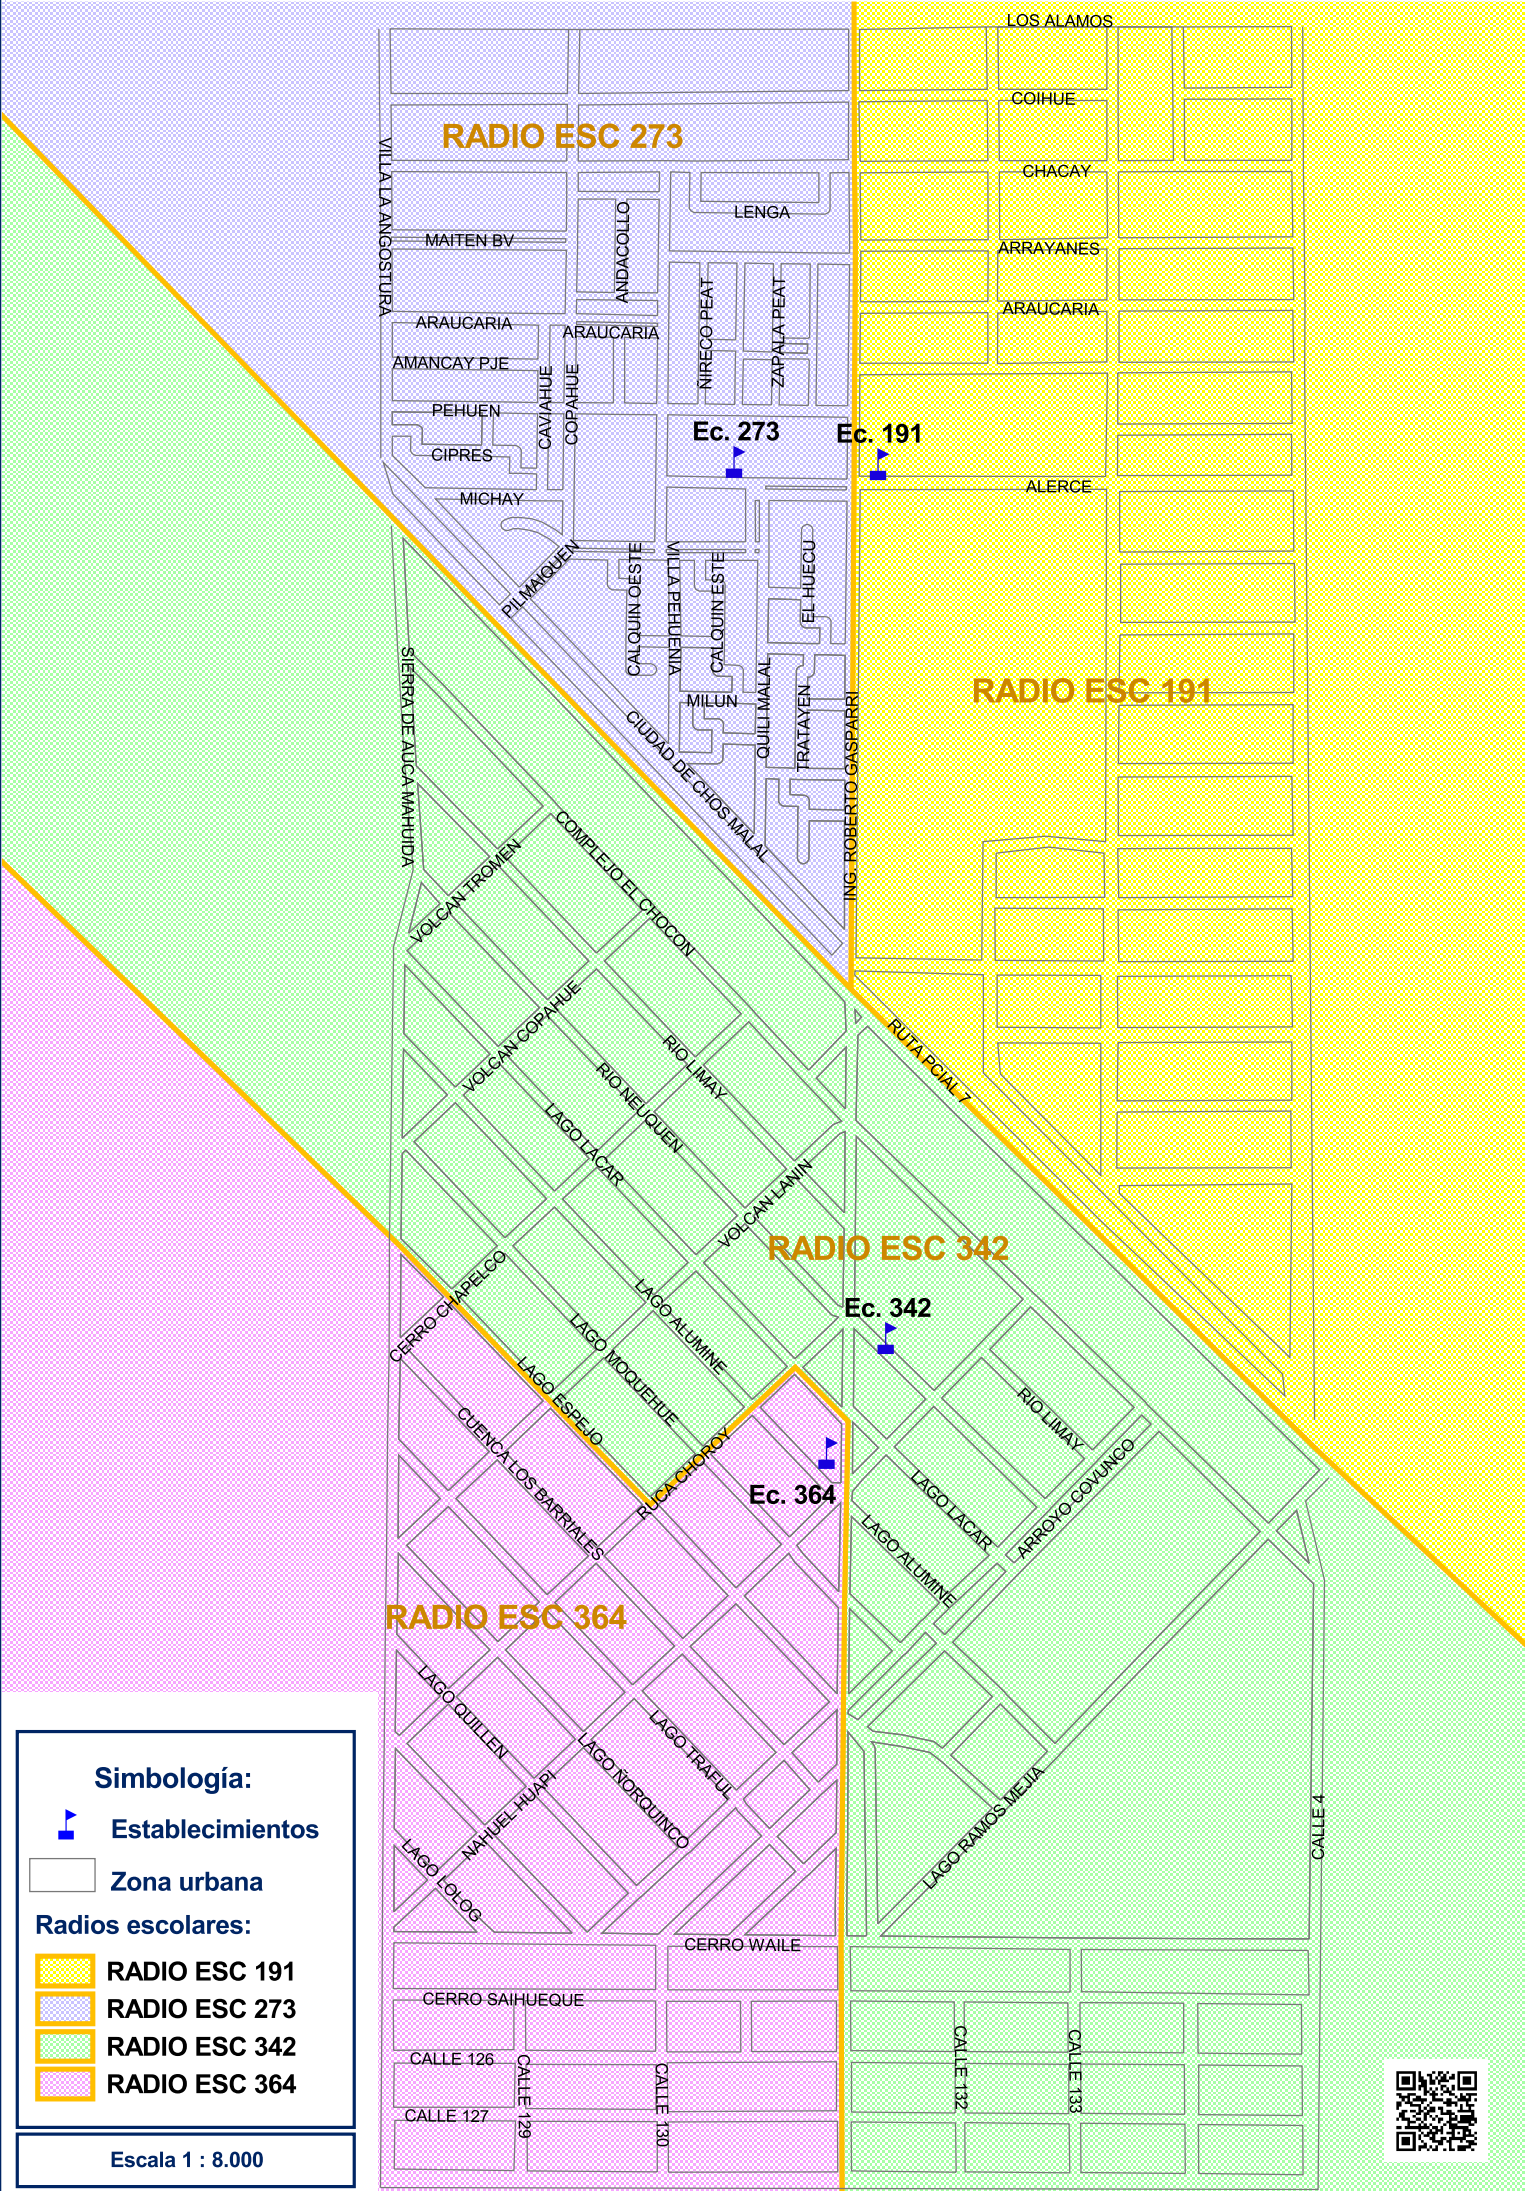 LOS ALAMOS
COIHUE
RADIO ESC 273
CHACAY
VILLA LA ANGOSTURA
LENGA
ANDACOLLO
MAITEN BV
ARRAYANES
ARAUCARIA
ARAUCARIA
ARAUCARIA
ÑIRECO PEAT
ZAPALA PEAT
AMANCAY PJE
CAVIAHUE
COPAHUE
PEHUEN
Ec. 273
Ec. 191
CIPRES
ALERCE
MICHAY
PILMAIQUEN
CALQUIN OESTE
VILLA PEHUENIA
CALQUIN ESTE
EL HUECU
SIERRA DE AUCA MAHUIDA
RADIO ESC 191
MILUN
QUILI MALAL
TRATAYEN
ING. ROBERTO GASPARRI
CIUDAD DE CHOS MALAL
COMPLEJO EL CHOCON
VOLCAN TROMEN
VOLCAN COPAHUE
RIO LIMAY
RUTA PCIAL 7
RIO NEUQUEN
LAGO LACAR
VOLCAN LANIN
RADIO ESC 342
CERRO CHAPELCO
LAGO ALUMINE
Ec. 342
LAGO MOQUEHUE
LAGO ESPEJO
RIO LIMAY
CUENCA LOS BARRIALES
RUCA CHOROY
Ec. 364
LAGO LACAR
ARROYO COVUNCO
LAGO ALUMINE
RADIO ESC 364
LAGO QUILLEN
LAGO TRAFUL
LAGO ÑORQUINCO
NAHUEL HUAPI
LAGO RAMOS MEJIA
CALLE 4
LAGO LOLOG
CERRO WAILE
CERRO SAIHUEQUE
CALLE 126
CALLE 127
CALLE 129
CALLE 130
CALLE 132
CALLE 133
Simbología:
Establecimientos
Zona urbana
Radios escolares:
RADIO ESC 191
RADIO ESC 273
RADIO ESC 342
RADIO ESC 364
Escala 1 : 8.000